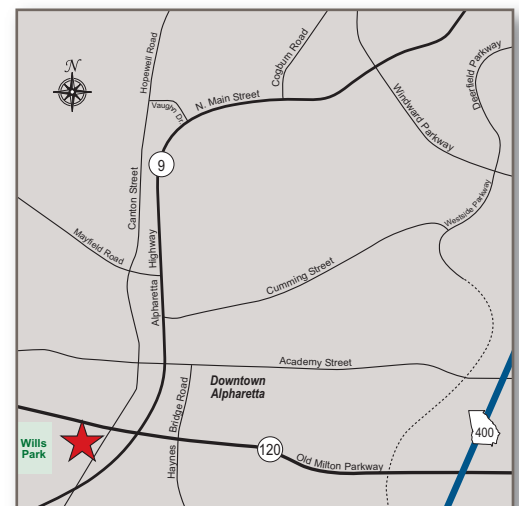 N
Hopewell Road
Cogburn Road
Deerfield Parkway
Vaughn Dr.
N. Main Street
Windward Parkway
9
Canton Street
Westside Parkway
Mayfield Road
Highway
Cumming Street
Alpharetta
Academy Street
Downtown
Alpharetta
Bridge Road
400
Wills
Park
120
Haynes
Old Milton Parkway